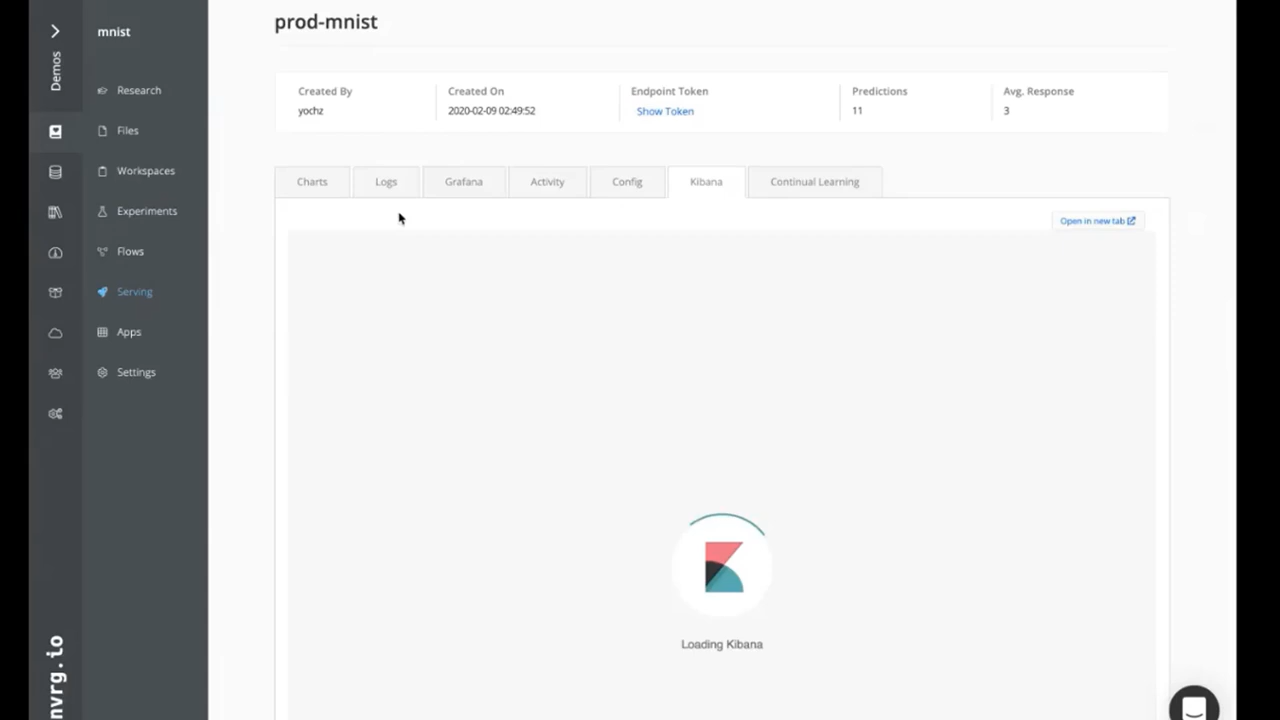 prod-mnist
Demos
mnist
Research
Files
Workspaces
Experiments
Flows
Serving
Apps
Settings
nvrg.io
Created By
yochz
Created On
2020-02-09 02:49:52
Endpoint Token
Show Token
Predictions
11
Avg. Response
3
Charts
Logs
Grafana
Activity
Config
Kibana
Continual Learning
Open in new tab
Loading Kibana